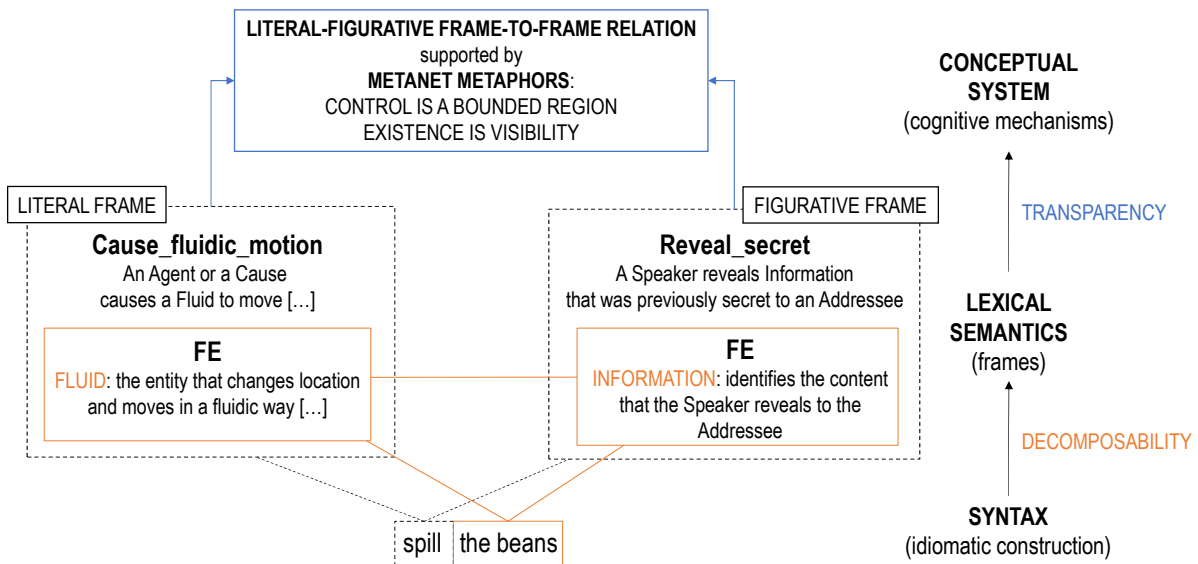 LITERAL-FIGURATIVE FRAME-TO-FRAME RELATION
supported by
METANET METAPHORS:
CONTROL IS A BOUNDED REGION
EXISTENCE IS VISIBILITY
LITERAL FRAME
Cause_fluidic_motion
An Agent or a Cause
causes a Fluid to move […]
FE
FLUID: the entity that changes location
and moves in a fluidic way […]
FIGURATIVE FRAME
Reveal_secret
A Speaker reveals Information
that was previously secret to an Addressee
FE
INFORMATION: identifies the content
that the Speaker reveals to the
Addressee
spill the beans
CONCEPTUAL
SYSTEM
(cognitive mechanisms)
TRANSPARENCY
LEXICAL
SEMANTICS
(frames)
DECOMPOSABILITY
SYNTAX
(idiomatic construction)